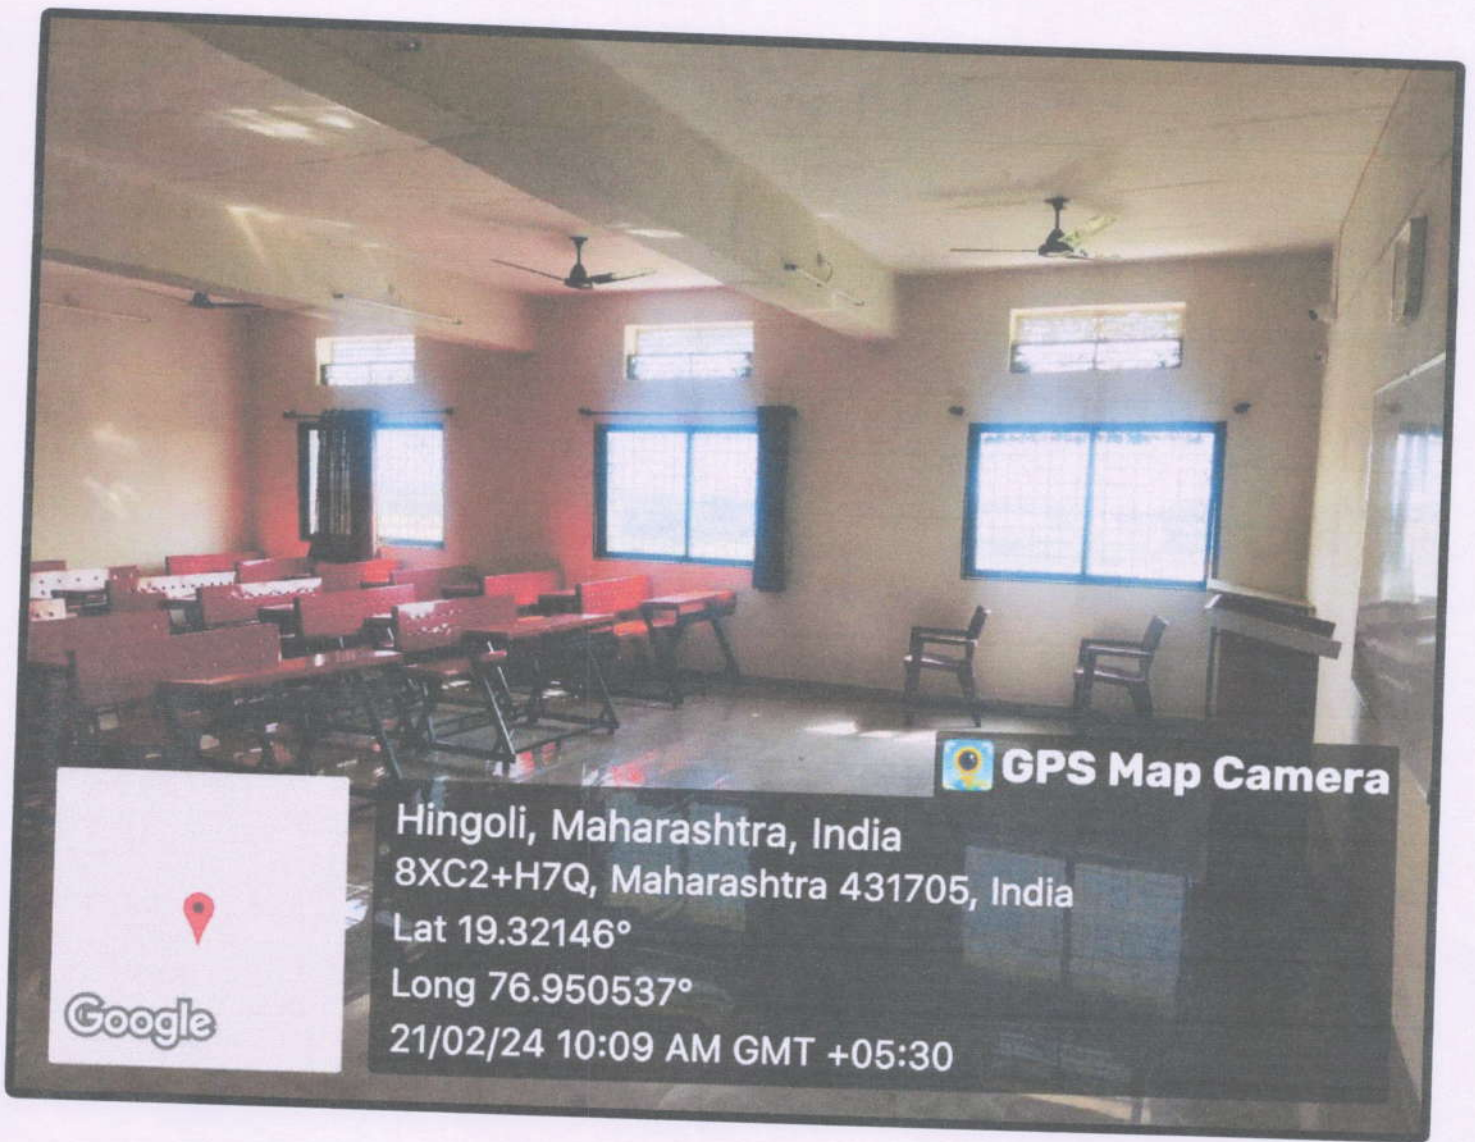 GPS Map Camera
Hingoli, Maharashtra, India
8XC2+H7Q, Maharashtra 431705, India
Lat 19.32146°
Long 76.950537°
21/02/24 10:09 AM GMT +05:30
Google